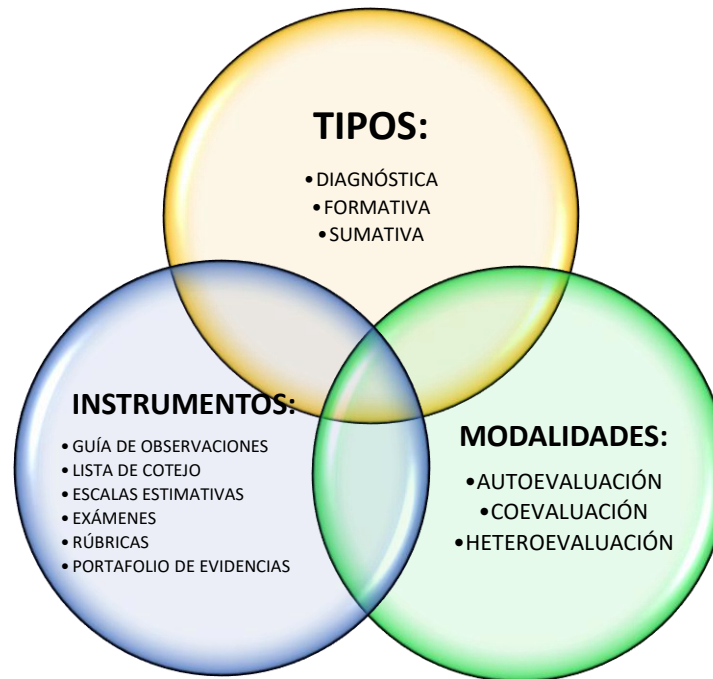 TIPOS:
•DIAGNÓSTICA
•FORMATIVA
•SUMATIVA
INSTRUMENTOS:
•GUÍA DE OBSERVACIONES
•LISTA DE COTEJO
•ESCALAS ESTIMATIVAS
•EXÁMENES
•RÚBRICAS
•PORTAFOLIO DE EVIDENCIAS
MODALIDADES:
•AUTOEVALUACIÓN
•COEVALUACIÓN
•HETEROEVALUACIÓN